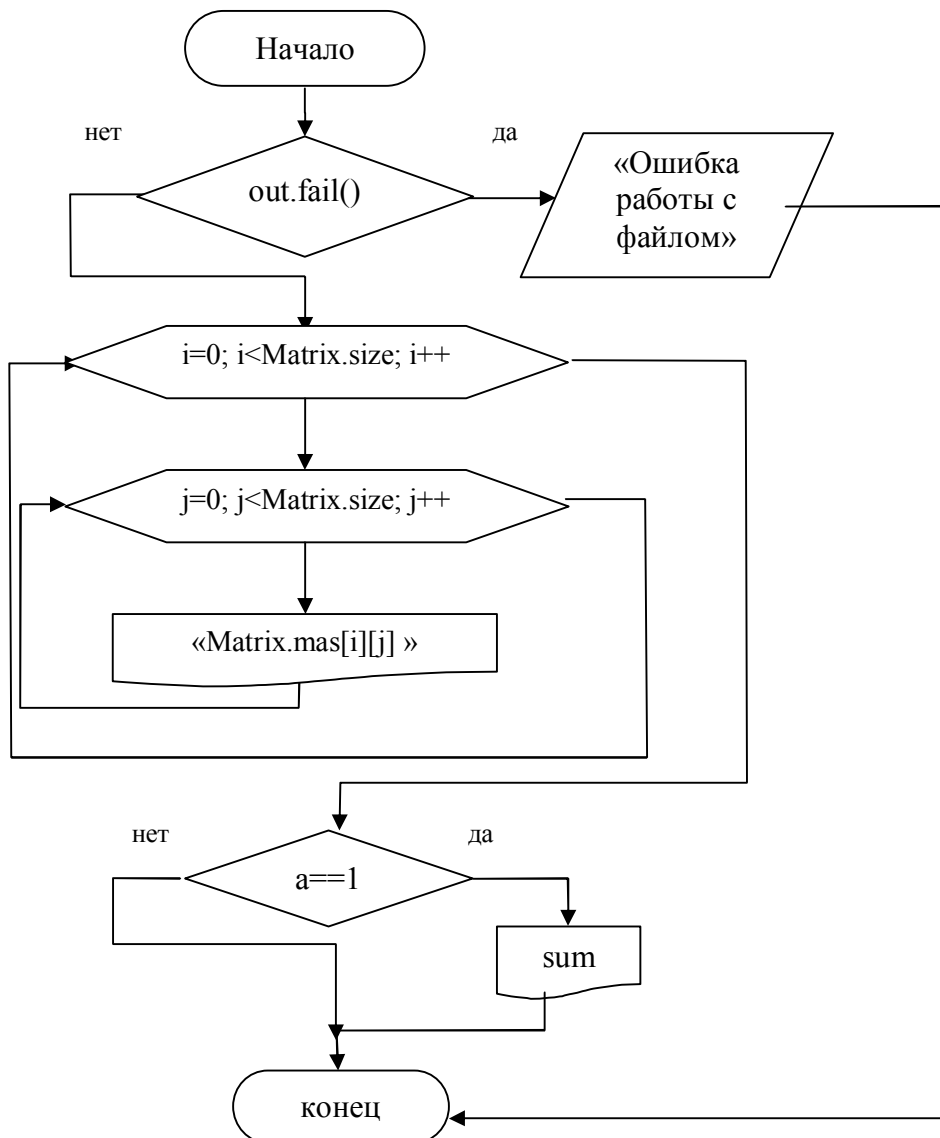 Начало
нет
да
out.fail()
«Ошибка
работы с
файлом»
i=0; i<Matrix.size; i++
j=0; j<Matrix.size; j++
«Matrix.mas[i][j] »
нет
да
a==1
sum
конец